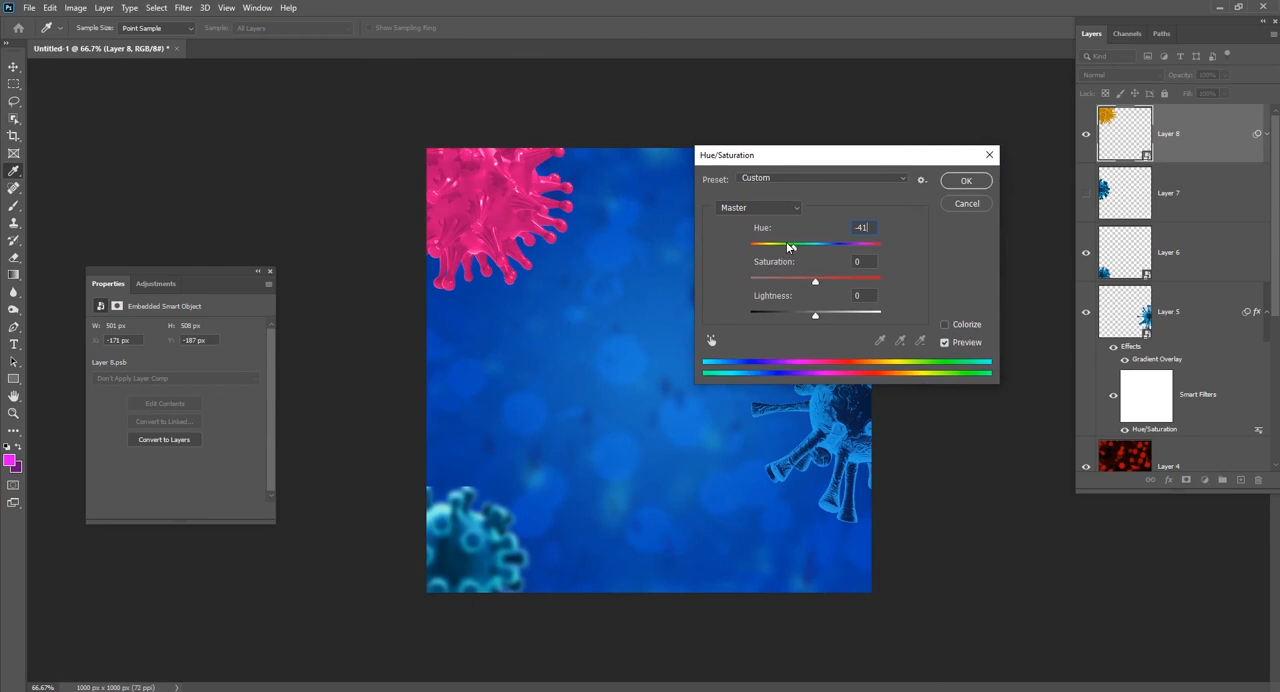 Ps File Edit Image Layer Type Select Filter 3D View Window Help
Sample Size: Point Sample Sample: All Layers Show Sampling Ring
Untitled-1 @ 66.7% (Layer 8, RGB/8#) * ×
Properties Adjustments
Embedded Smart Object
W: 501 px H: 508 px
X: -171 px Y: -187 px
Layer 8.psb
Don't Apply Layer Comp
Edit Contents
Convert to Linked...
Convert to Layers
Hue/Saturation
Preset: Custom
OK
Cancel
Master
Hue: -41
Saturation: 0
Lightness: 0
Colorize
Preview
Layers Channels Paths
Kind
Normal Opacity: 100%
Lock: Fill: 100%
Layer 8
Layer 7
Layer 6
Layer 5 fx
Effects
Gradient Overlay
Smart Filters
Hue/Saturation
Layer 4
fx
66.67% 1000 px x 1000 px (72 ppi)